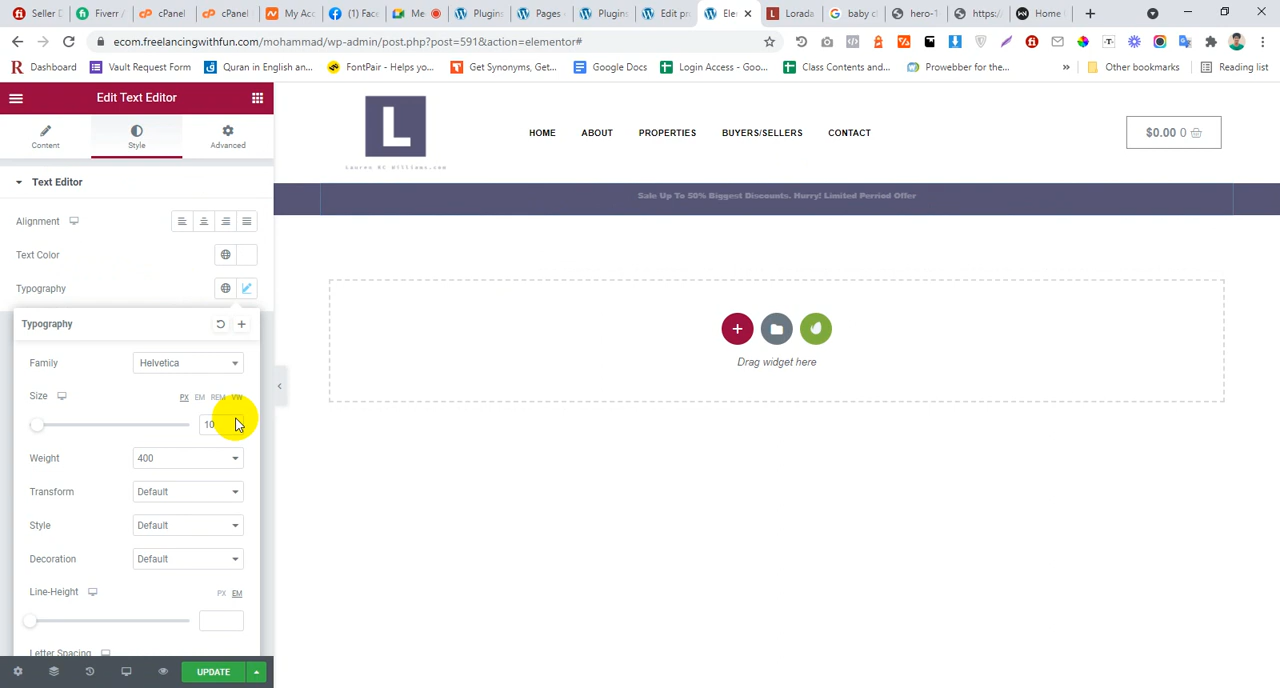 Seller D
Fiverr /
cPanel
cPanel
My Acc
(1) Face
Me
Plugins
Pages
Plugins
Edit p
Ele
Lorada
baby c
hero-1
https:/
Home
ecom.freelancingwithfun.com/mohammad/wp-admin/post.php?post=591&action=elementor#
Dashboard
Vault Request Form
Quran in English an...
FontPair - Helps yo...
Get Synonyms, Get...
Google Docs
Login Access - Goo...
Class Contents and...
Prowebber for the...
»
Other bookmarks
Reading list
Edit Text Editor
Content
Style
Advanced
Text Editor
Alignment
Text Color
Typography
Typography
Family
Helvetica
Size
PX EM REM VW
10
Weight
400
Transform
Default
Style
Default
Decoration
Default
Line-Height
PX EM
Letter Spacing
UPDATE
L
Lauren BC Williams.com
HOME
ABOUT
PROPERTIES
BUYERS/SELLERS
CONTACT
$0.00 0
Sale Up To 50% Biggest Discounts. Hurry! Limited Perriod Offer
Drag widget here